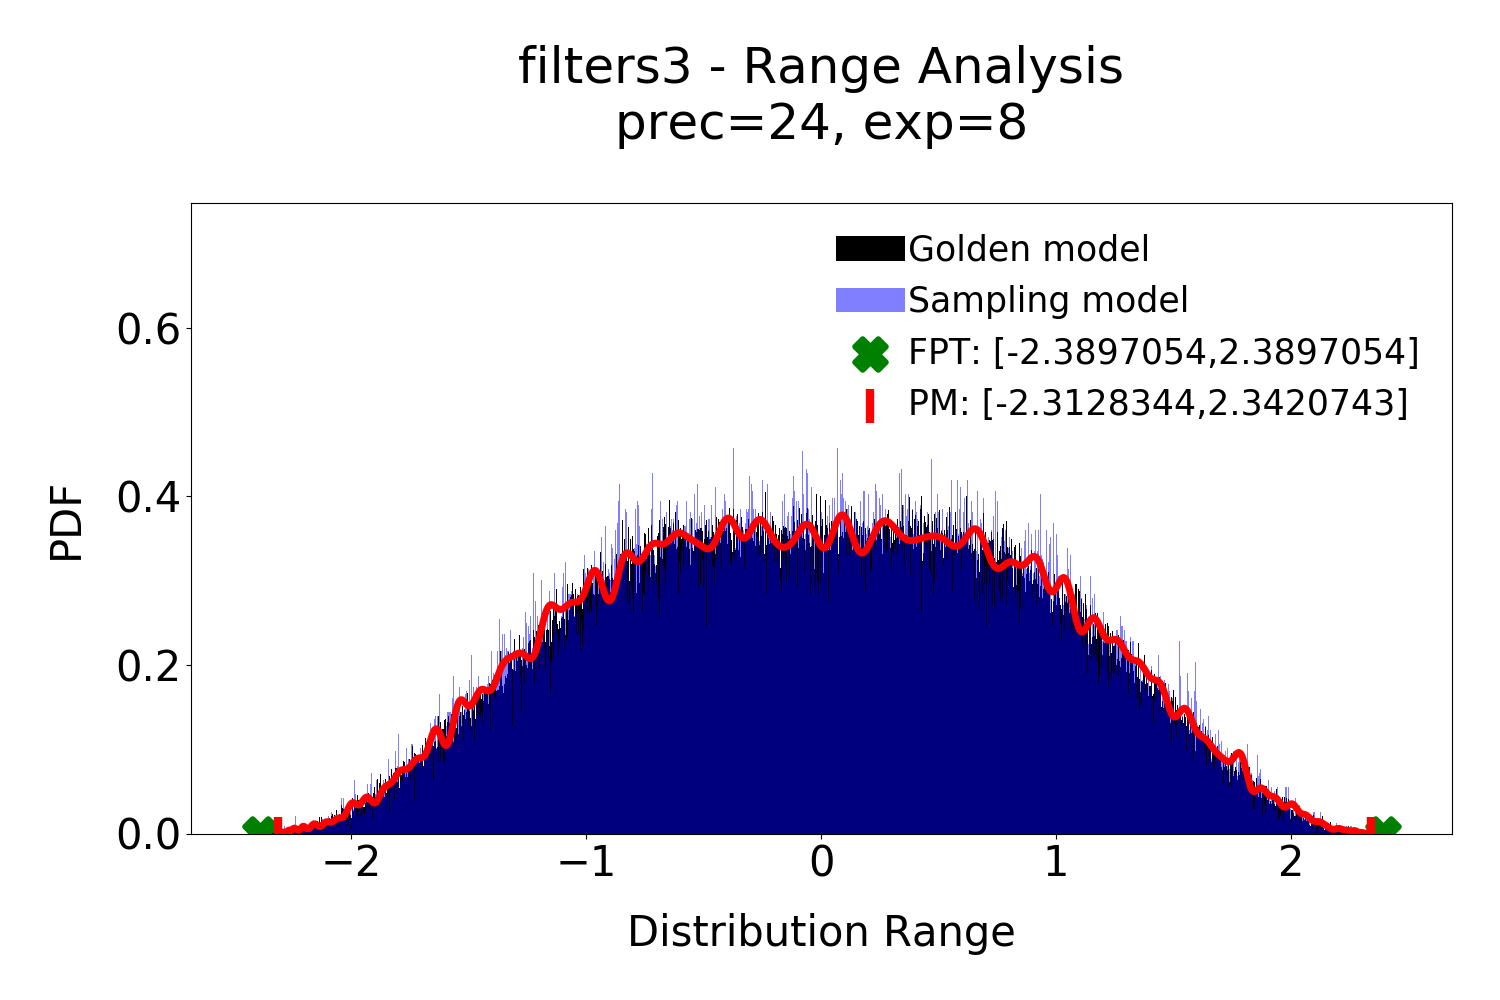 filters3 - Range Analysis
prec=24, exp=8
Golden model
Sampling model
FPT: [-2.3897054,2.3897054]
PM: [-2.3128344,2.3420743]
PDF
0.6
0.4
0.2
0.0
−2
−1
0
1
2
Distribution Range